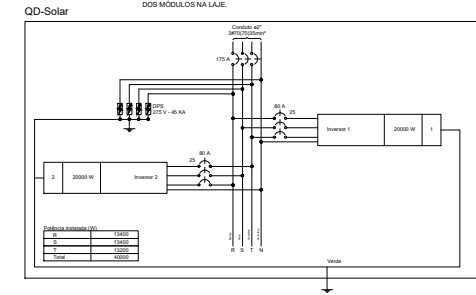 DOS MÓDULOS NA LAJE.
QD-Solar
Conduto ø2"
3#70(70)35mm²
175 A
DPS
275 V - 45 KA
80 A
25
Inversor 1 20000 W 1
80 A
25
2 20000 W Inversor 2
Potência instalada (W)
R 13400
S 13400
T 13200
Total 40000
R S T N
Verde